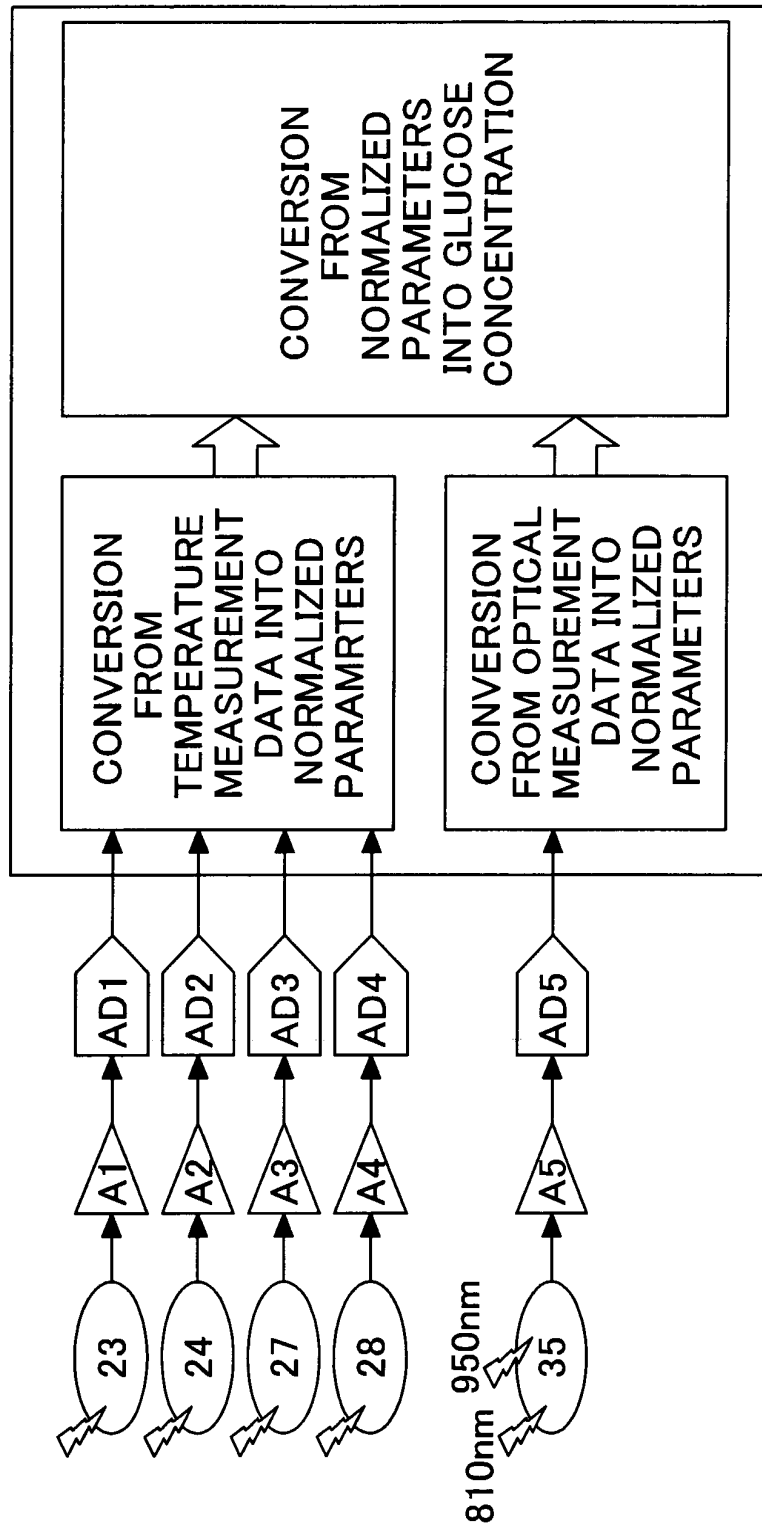 23
A1
AD1
24
A2
AD2
27
A3
AD3
28
A4
AD4
CONVERSION
FROM
TEMPERATURE
MEASUREMENT
DATA INTO
NORMALIZED
PARAMRTERS
810nm
950nm
35
A5
AD5
CONVERSION
FROM OPTICAL
MEASUREMENT
DATA INTO
NORMALIZED
PARAMETERS
CONVERSION
FROM
NORMALIZED
PARAMETERS
INTO GLUCOSE
CONCENTRATION